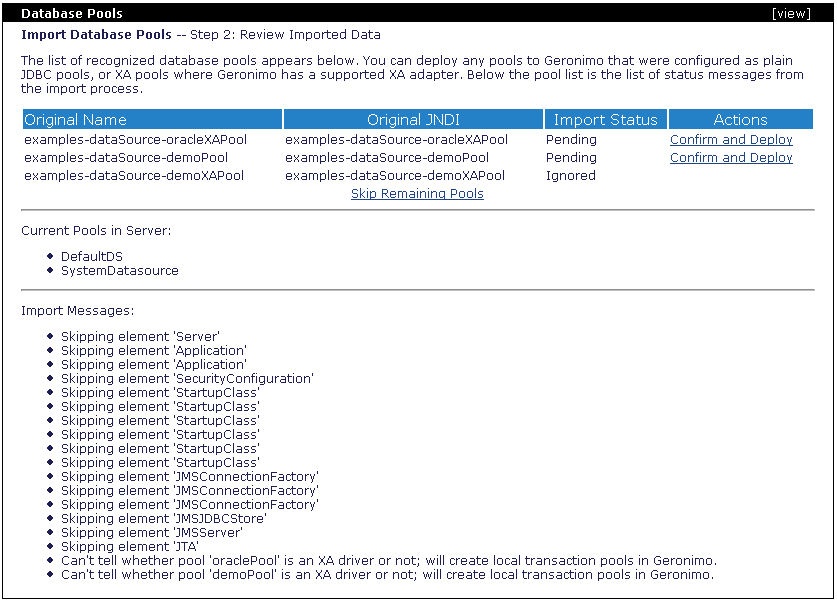 Database Pools [view]
Import Database Pools -- Step 2: Review Imported Data
The list of recognized database pools appears below. You can deploy any pools to Geronimo that were configured as plain
JDBC pools, or XA pools where Geronimo has a supported XA adapter. Below the pool list is the list of status messages from
the import process.
Original Name Original JNDI Import Status Actions
examples-dataSource-oracleXAPool examples-dataSource-oracleXAPool Pending Confirm and Deploy
examples-dataSource-demoPool examples-dataSource-demoPool Pending Confirm and Deploy
examples-dataSource-demoXAPool examples-dataSource-demoXAPool Ignored
Skip Remaining Pools
Current Pools in Server:
DefaultDS
SystemDatasource
Import Messages:
Skipping element 'Server'
Skipping element 'Application'
Skipping element 'Application'
Skipping element 'SecurityConfiguration'
Skipping element 'StartupClass'
Skipping element 'StartupClass'
Skipping element 'StartupClass'
Skipping element 'StartupClass'
Skipping element 'StartupClass'
Skipping element 'StartupClass'
Skipping element 'JMSConnectionFactory'
Skipping element 'JMSConnectionFactory'
Skipping element 'JMSConnectionFactory'
Skipping element 'JMSJDBCStore'
Skipping element 'JMSServer'
Skipping element 'JTA'
Can't tell whether pool 'oraclePool' is an XA driver or not; will create local transaction pools in Geronimo.
Can't tell whether pool 'demoPool' is an XA driver or not; will create local transaction pools in Geronimo.